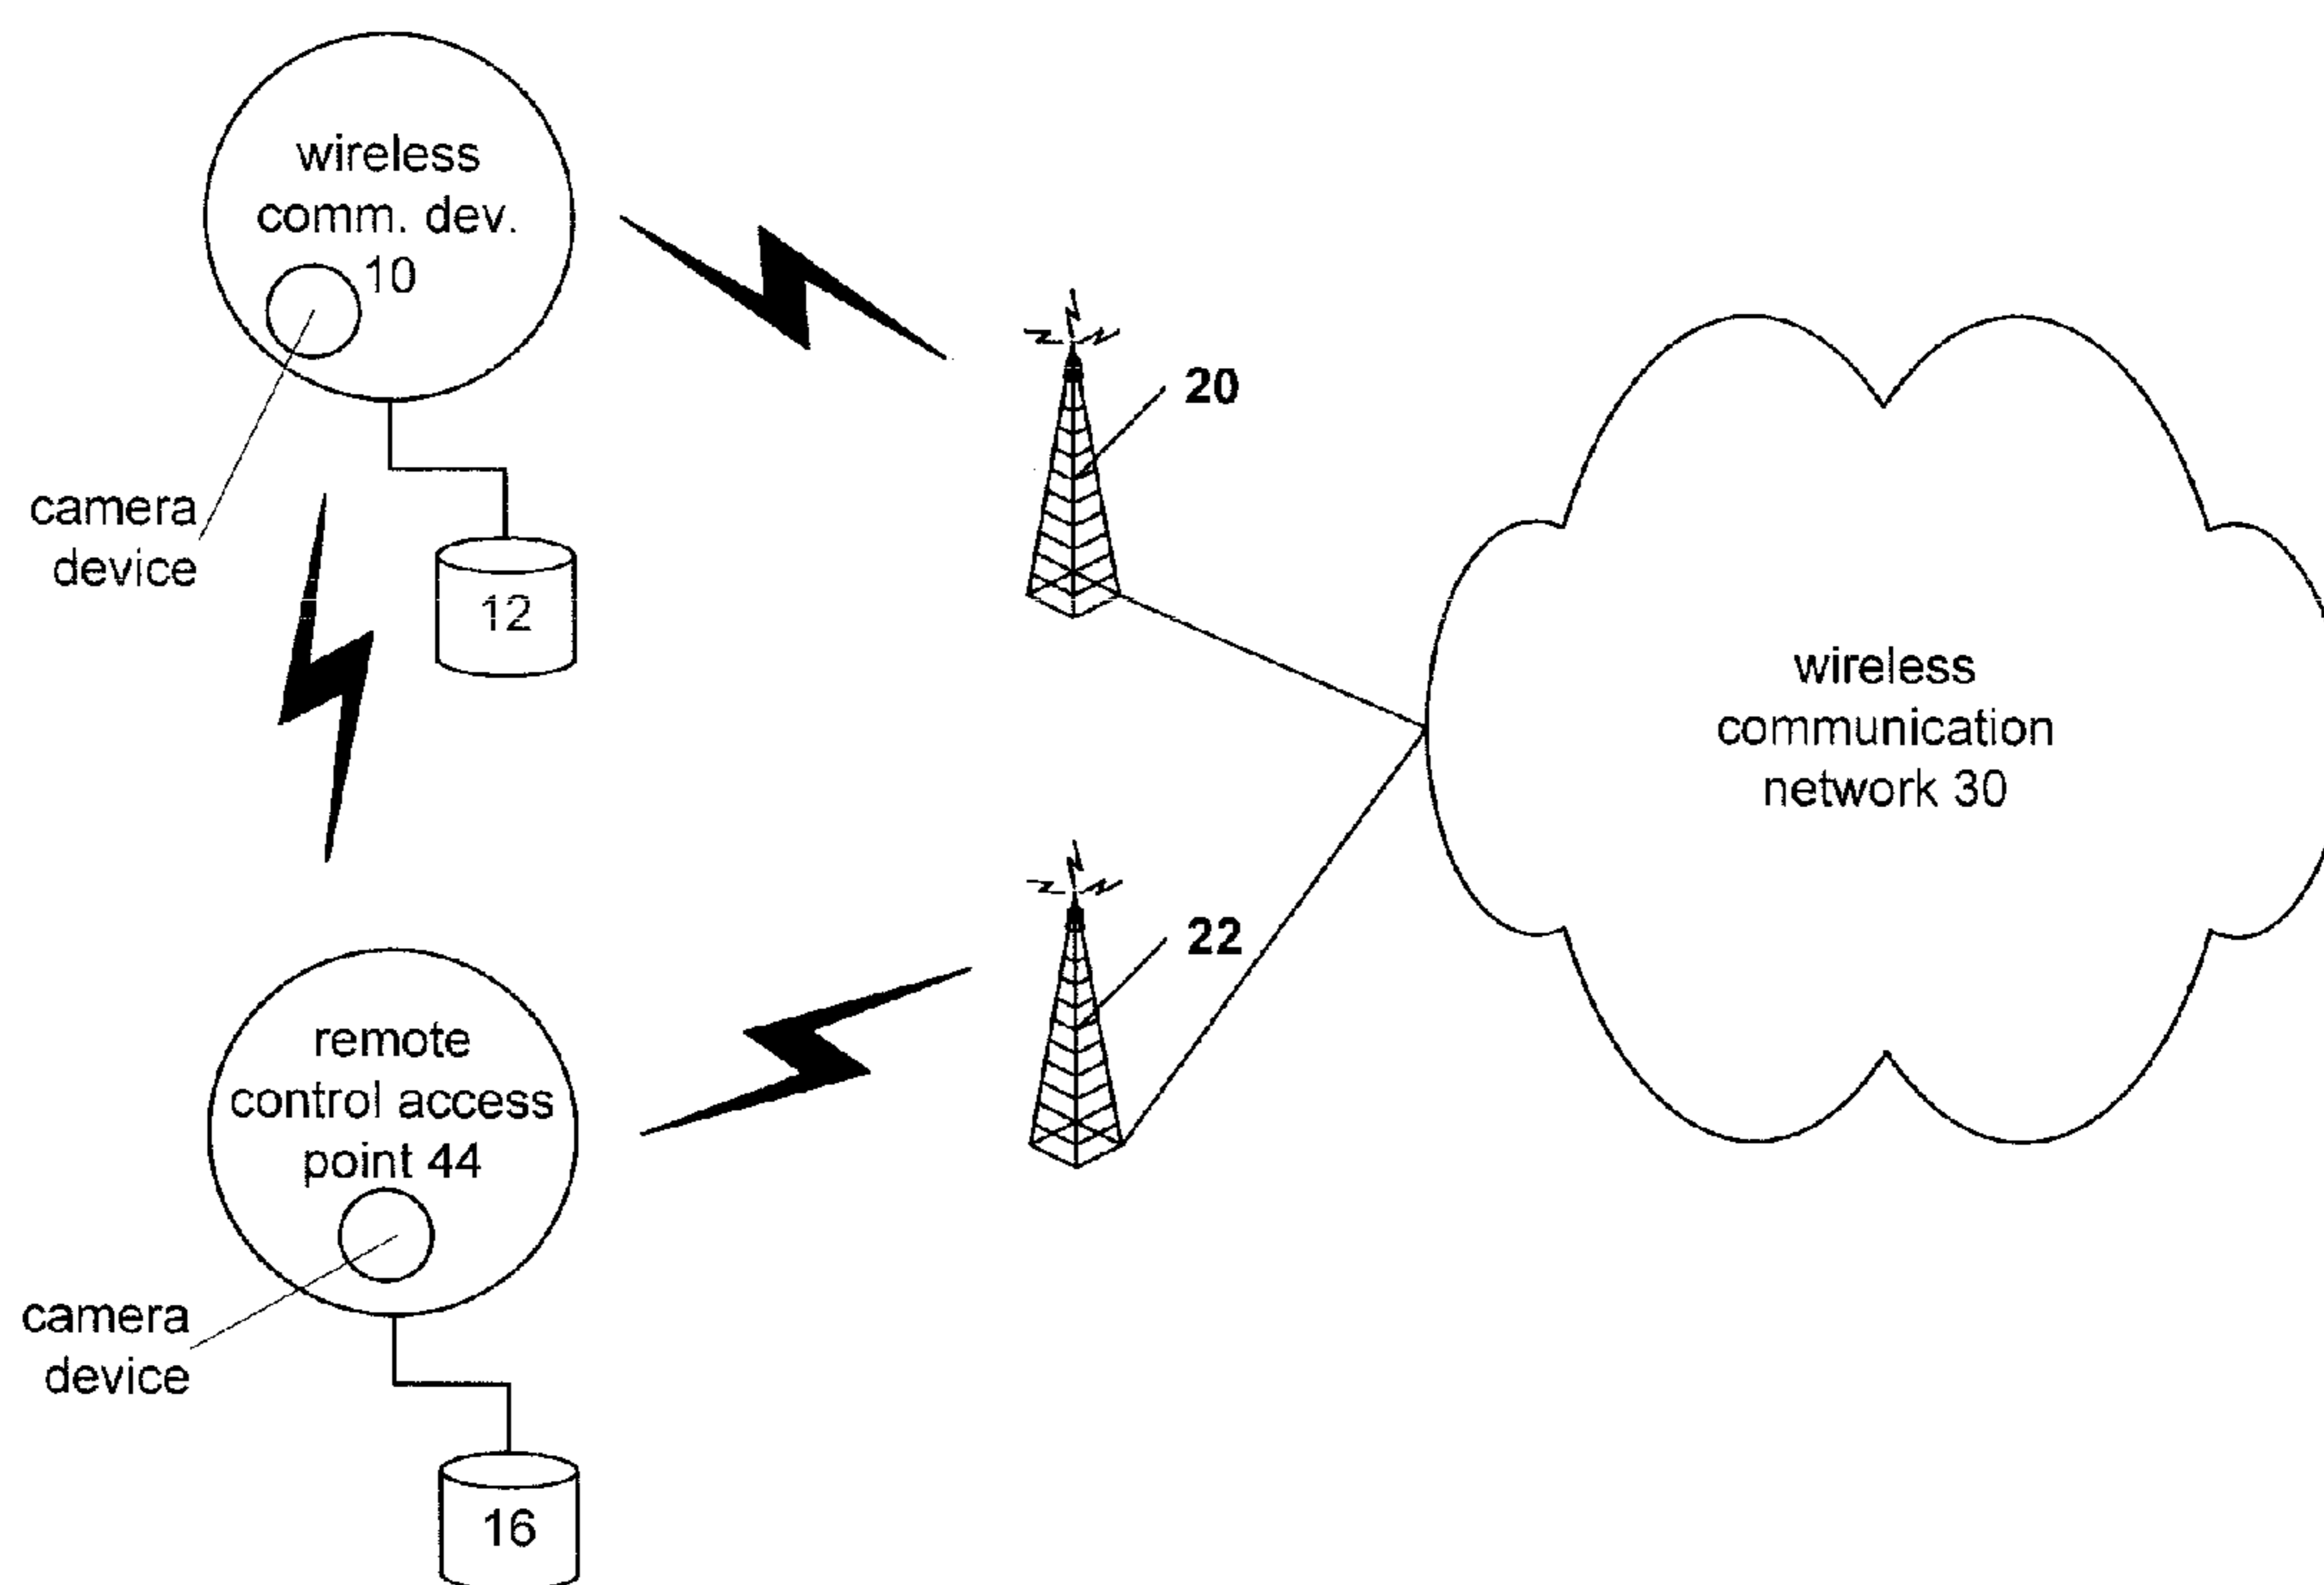 wireless
comm. dev.
10
camera
device
12
20
wireless
communication
network 30
22
remote
control access
point 44
camera
device
16